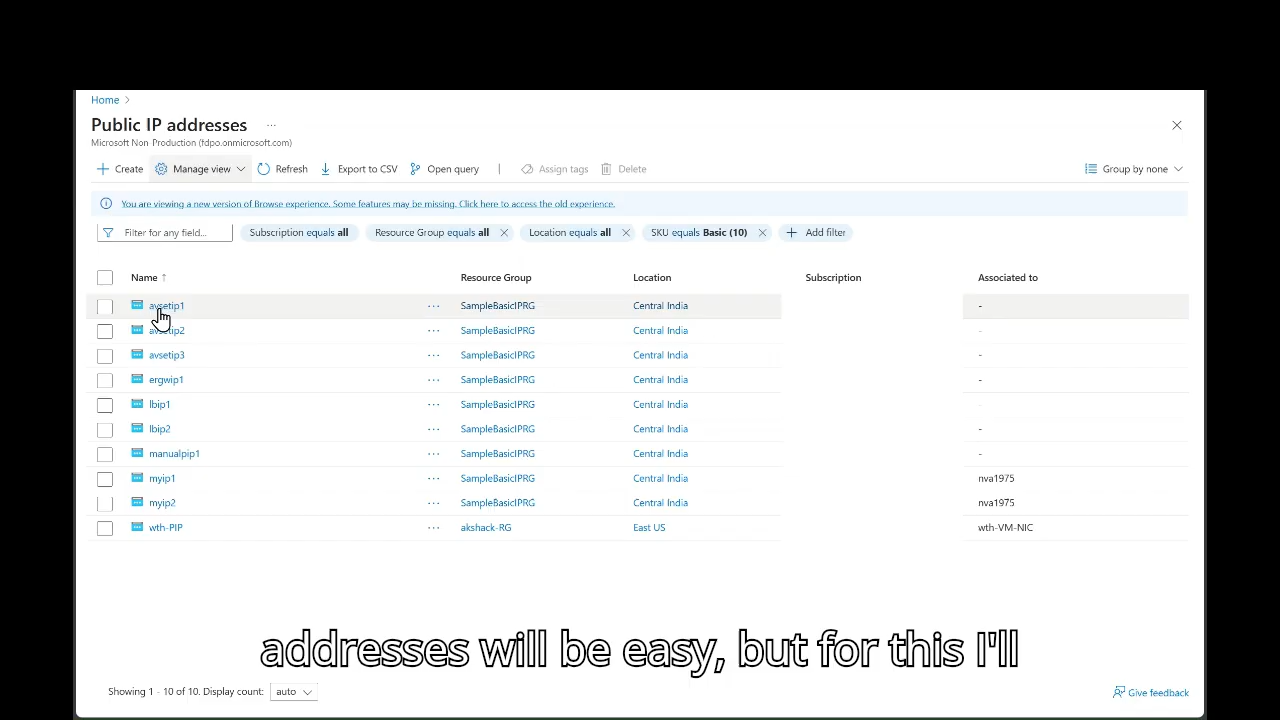 Home >
Public IP addresses ...
Microsoft Non-Production (fdpo.onmicrosoft.com)
Create Manage view Refresh Export to CSV Open query | Assign tags Delete Group by none
You are viewing a new version of Browse experience. Some features may be missing. Click here to access the old experience.
Filter for any field... Subscription equals all Resource Group equals all Location equals all SKU equals Basic (10) Add filter
Name ↑ Resource Group Location Subscription Associated to
avsetip1 ... SampleBasicIPRG Central India -
avsetip2 ... SampleBasicIPRG Central India -
avsetip3 ... SampleBasicIPRG Central India -
ergwip1 ... SampleBasicIPRG Central India -
lbip1 ... SampleBasicIPRG Central India -
lbip2 ... SampleBasicIPRG Central India -
manualpip1 ... SampleBasicIPRG Central India -
myip1 ... SampleBasicIPRG Central India nva1975
myip2 ... SampleBasicIPRG Central India nva1975
wth-PIP ... akshack-RG East US wth-VM-NIC
addresses will be easy, but for this I'll
Showing 1 - 10 of 10. Display count: auto Give feedback